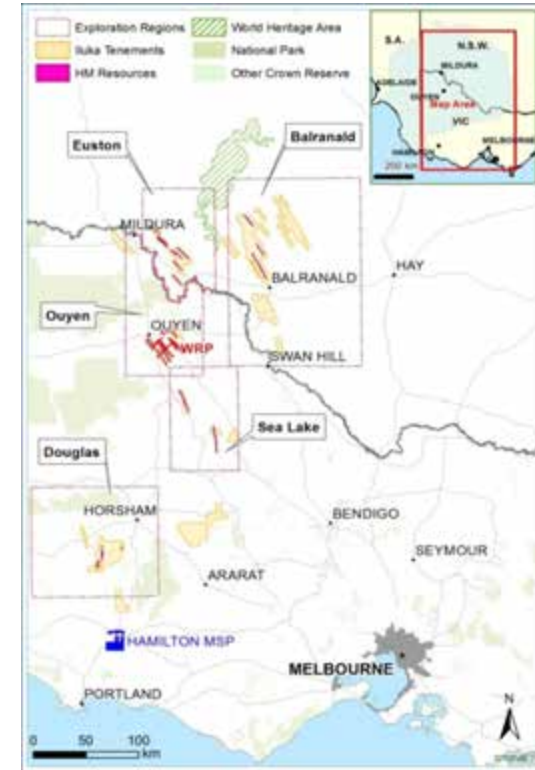 Exploration Regions
Iluka Tenements
HM Resources
World Heritage Area
National Park
Other Crown Reserve
S.A.
N.S.W.
MILDURA
ADELAIDE
OUYEN
Map Area
VIC
MELBOURNE
HAMILTON
200 km
Euston
Balranald
MILDURA
HAY
BALRANALD
Ouyen
OUYEN
WRP
SWAN HILL
Sea Lake
Douglas
HORSHAM
BENDIGO
SEYMOUR
ARARAT
HAMILTON MSP
MELBOURNE
PORTLAND
N
0 50 100
km